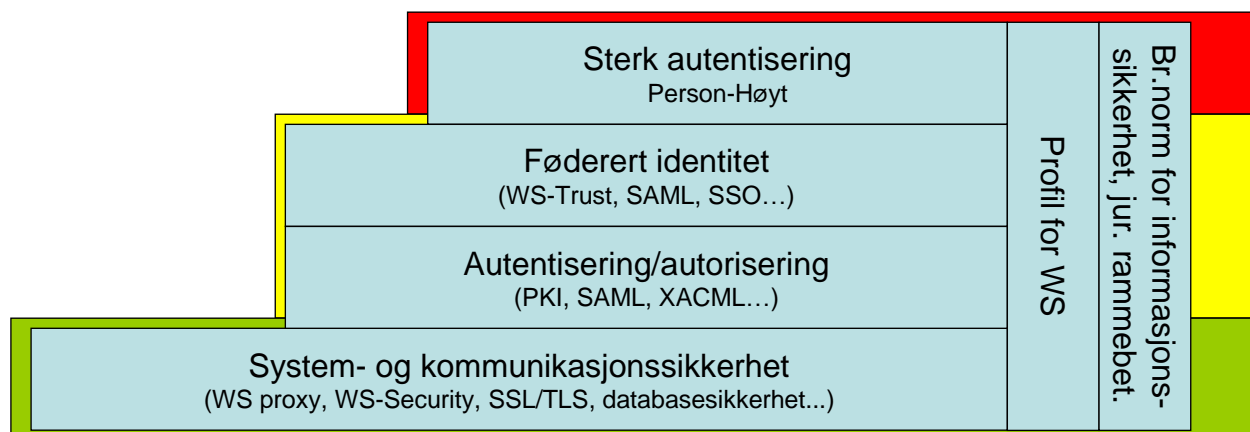 Sterk autentisering
Person-Høyt
Føderert identitet
(WS-Trust, SAML, SSO…)
Autentisering/autorisering
(PKI, SAML, XACML…)
System- og kommunikasjonssikkerhet
(WS proxy, WS-Security, SSL/TLS, databasesikkerhet...)
Profil for WS
Br.norm for informasjons-
sikkerhet, jur. rammebet.